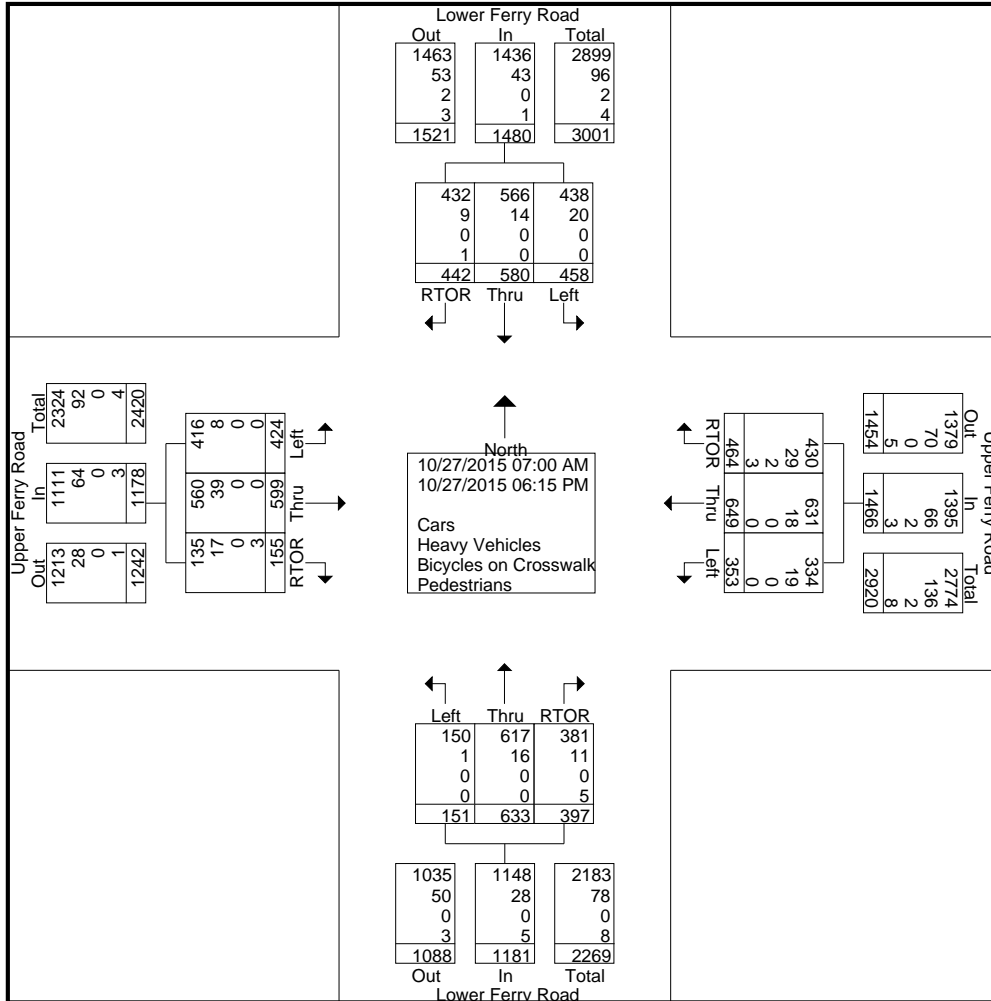 Lower Ferry Road
Out In Total
1463 1436 2899
53 43 96
2 0 2
3 1 4
1521 1480 3001
432 566 438
9 14 20
0 0 0
1 0 0
442 580 458
RTOR Thru Left
Upper Ferry Road
Total In Out
2324 1111 1213
92 64 28
0 0 0
4 3 1
2420 1178 1242
416 560 135
8 39 17
0 0 0
0 0 3
424 599 155
Left Thru RTOR
North
10/27/2015 07:00 AM
10/27/2015 06:15 PM
Cars
Heavy Vehicles
Bicycles on Crosswalk
Pedestrians
RTOR Thru Left
430 631 334
29 18 19
2 0 0
3 0 0
464 649 353
Upper Ferry Road
Out In Total
1379 1395 2774
70 66 136
0 2 2
5 3 8
1454 1466 2920
Left Thru RTOR
150 617 381
1 16 11
0 0 0
0 0 5
151 633 397
1035 1148 2183
50 28 78
0 0 0
3 5 8
1088 1181 2269
Out In Total
Lower Ferry Road